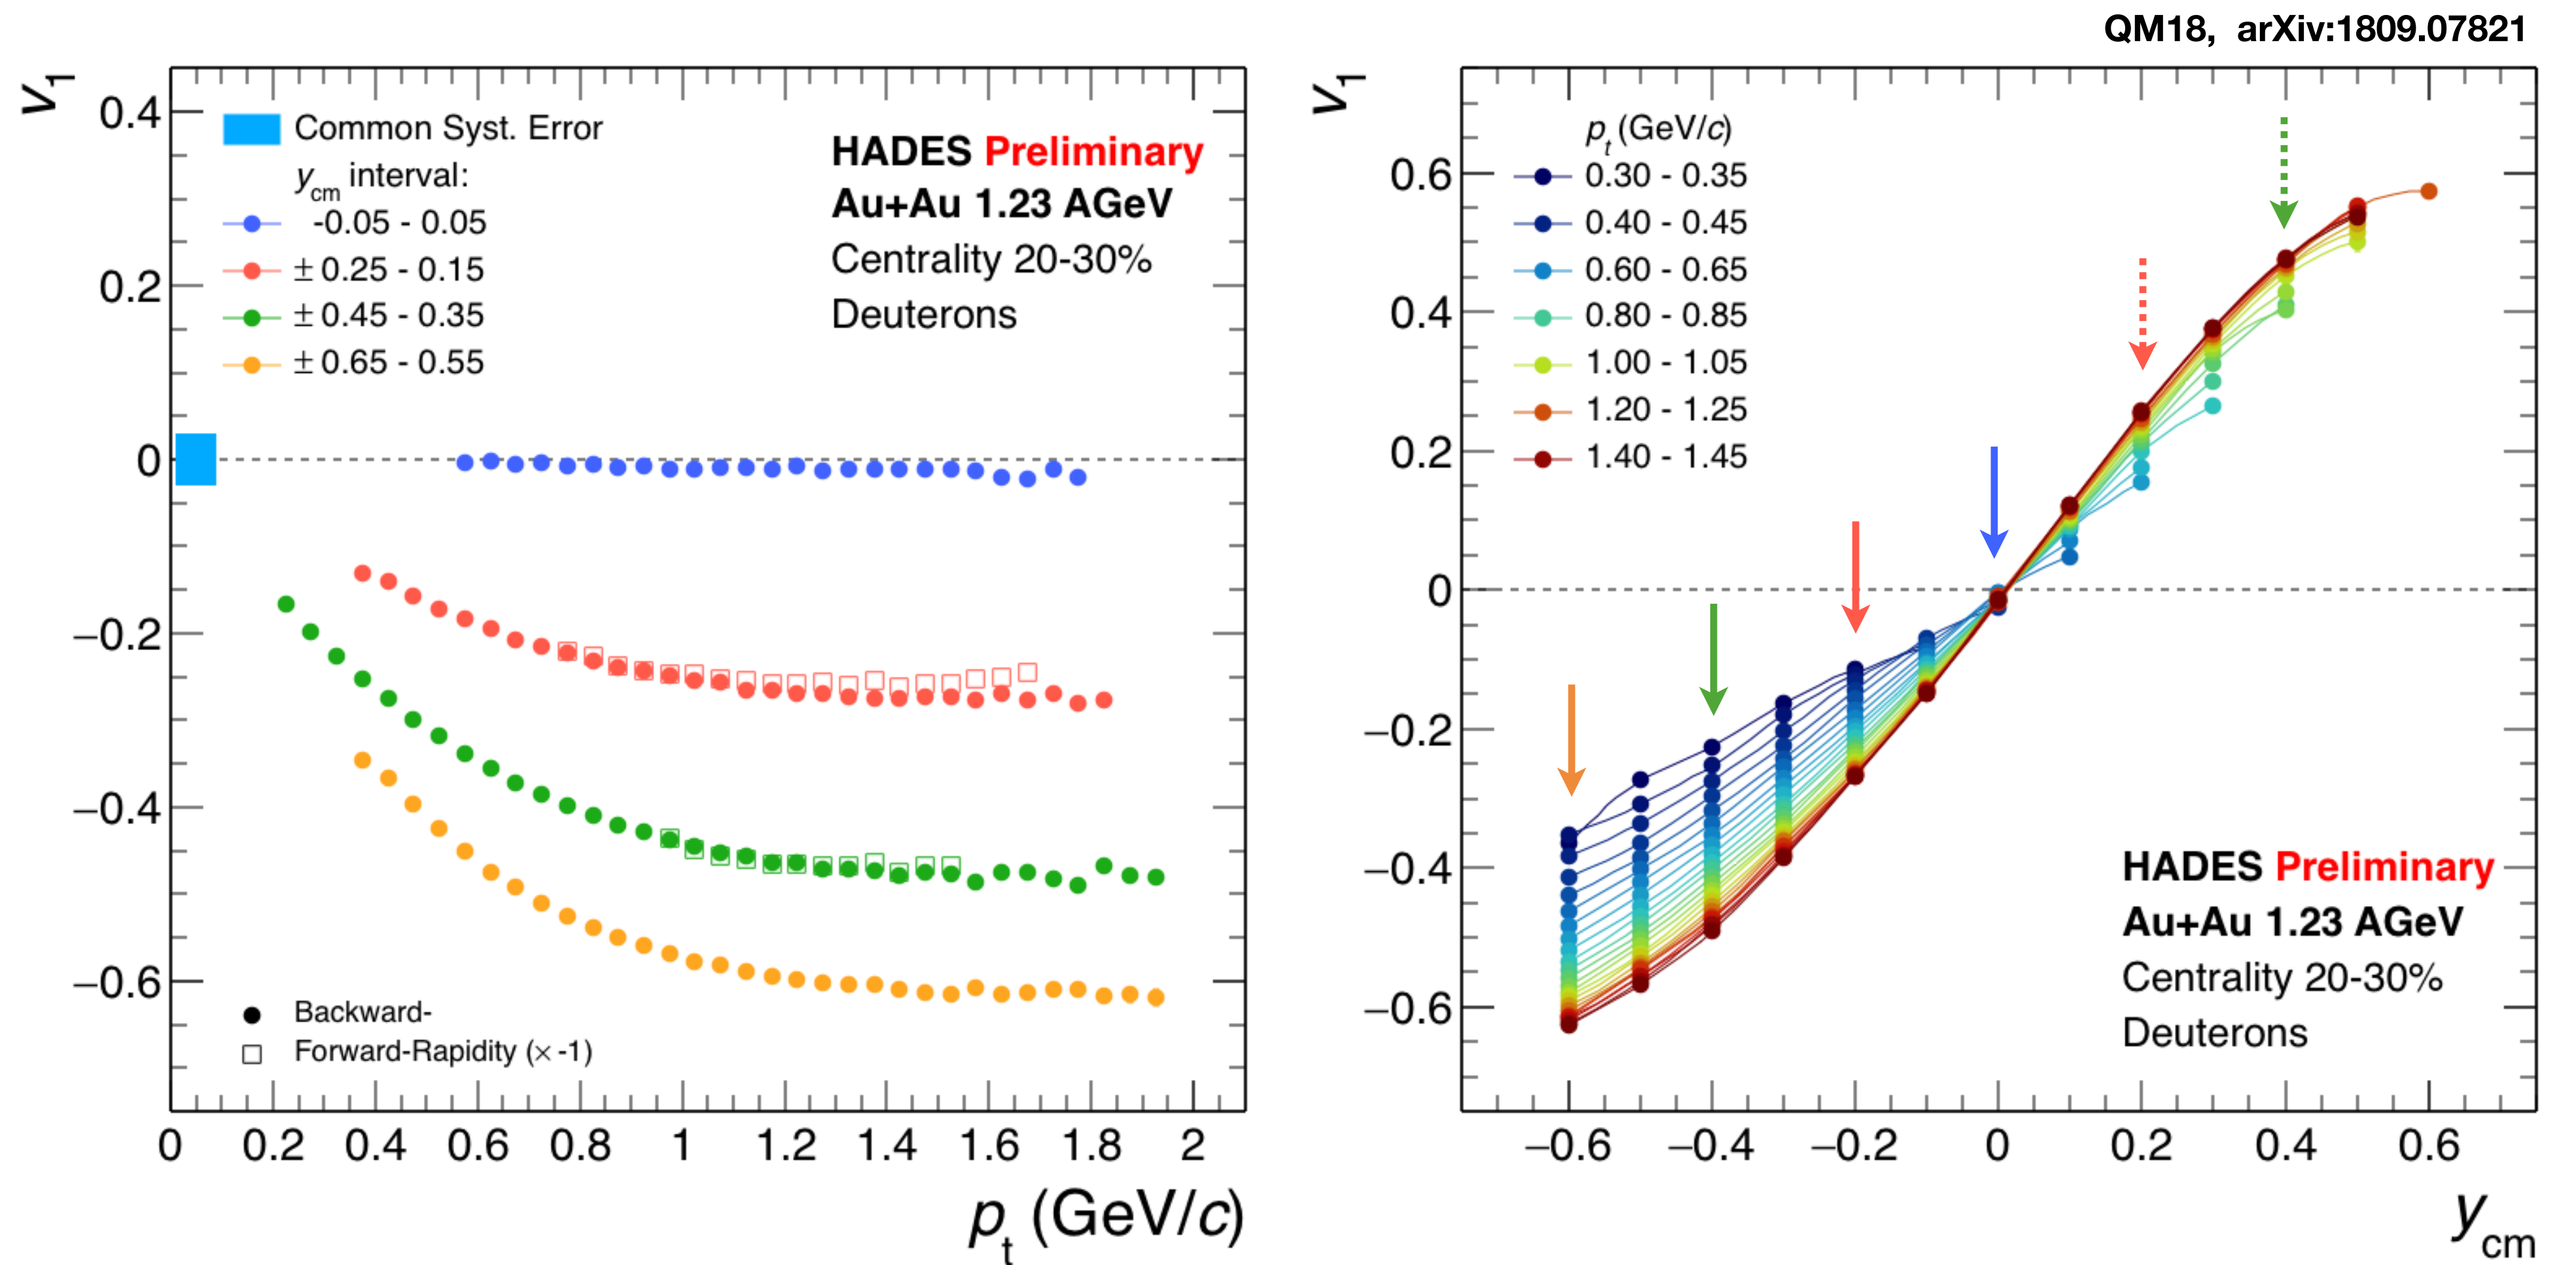 QM18, arXiv:1809.07821
v1
0.4
0.2
0
−0.2
−0.4
−0.6
Common Syst. Error
ycm interval:
-0.05 - 0.05
± 0.25 - 0.15
± 0.45 - 0.35
± 0.65 - 0.55
HADES Preliminary
Au+Au 1.23 AGeV
Centrality 20-30%
Deuterons
Backward-
Forward-Rapidity (× -1)
0 0.2 0.4 0.6 0.8 1 1.2 1.4 1.6 1.8 2
pt (GeV/c)
v1
0.6
0.4
0.2
0
−0.2
−0.4
−0.6
pt (GeV/c)
0.30 - 0.35
0.40 - 0.45
0.60 - 0.65
0.80 - 0.85
1.00 - 1.05
1.20 - 1.25
1.40 - 1.45
HADES Preliminary
Au+Au 1.23 AGeV
Centrality 20-30%
Deuterons
−0.6 −0.4 −0.2 0 0.2 0.4 0.6
ycm